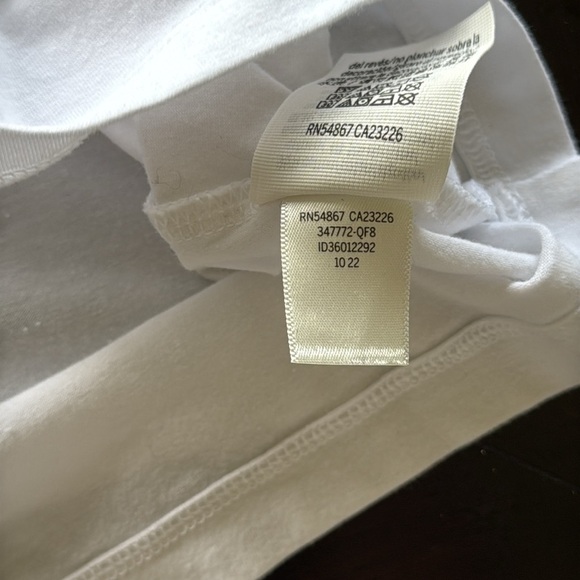 del revés/no planchar sobre la
RN54867 CA23226
RN54867 CA23226
347772-QF8
ID36012292
10 22